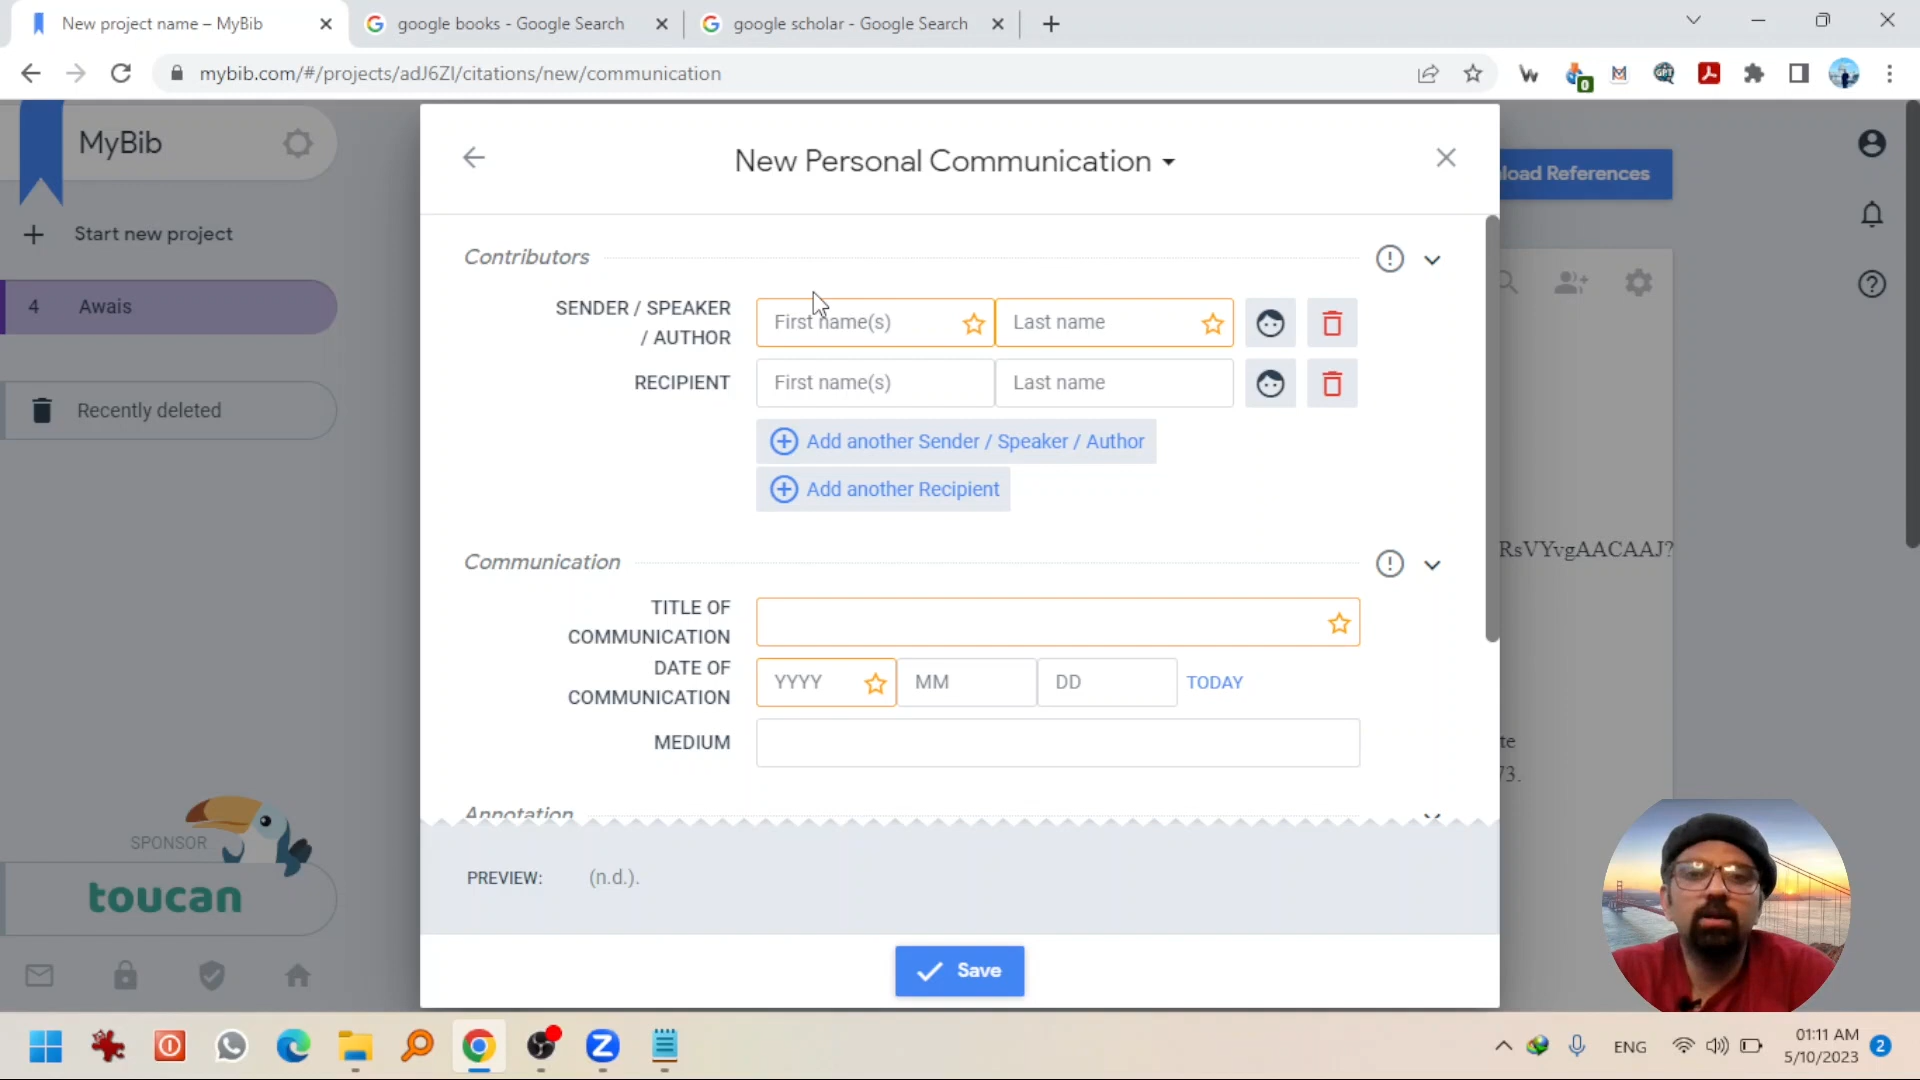 New project name – MyBib
google books - Google Search
google scholar - Google Search
mybib.com/#/projects/adJ6ZI/citations/new/communication
MyBib
Start new project
4 Awais
Recently deleted
SPONSOR
toucan
New Personal Communication
load References
Contributors
SENDER / SPEAKER
/ AUTHOR
First name(s)
Last name
RECIPIENT
First name(s)
Last name
Add another Sender / Speaker / Author
Add another Recipient
Communication
RsVYvgAACAAJ?
TITLE OF
COMMUNICATION
DATE OF
COMMUNICATION
YYYY
MM
DD
TODAY
MEDIUM
te
73.
Annotation
PREVIEW: (n.d.).
Save
0
GPT
ENG
01:11 AM
5/10/2023
2